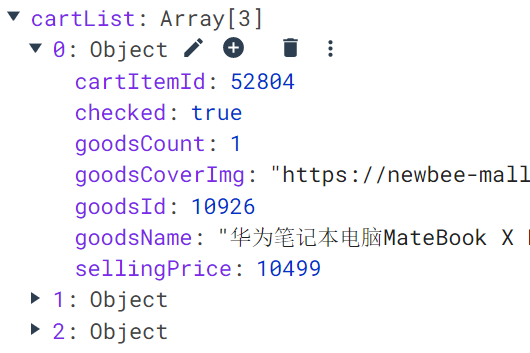 cartList: Array[3]
0: Object
cartItemId: 52804
checked: true
goodsCount: 1
goodsCoverImg: "https://newbee-mall
goodsId: 10926
goodsName: "华为笔记本电脑MateBook X
sellingPrice: 10499
1: Object
2: Object